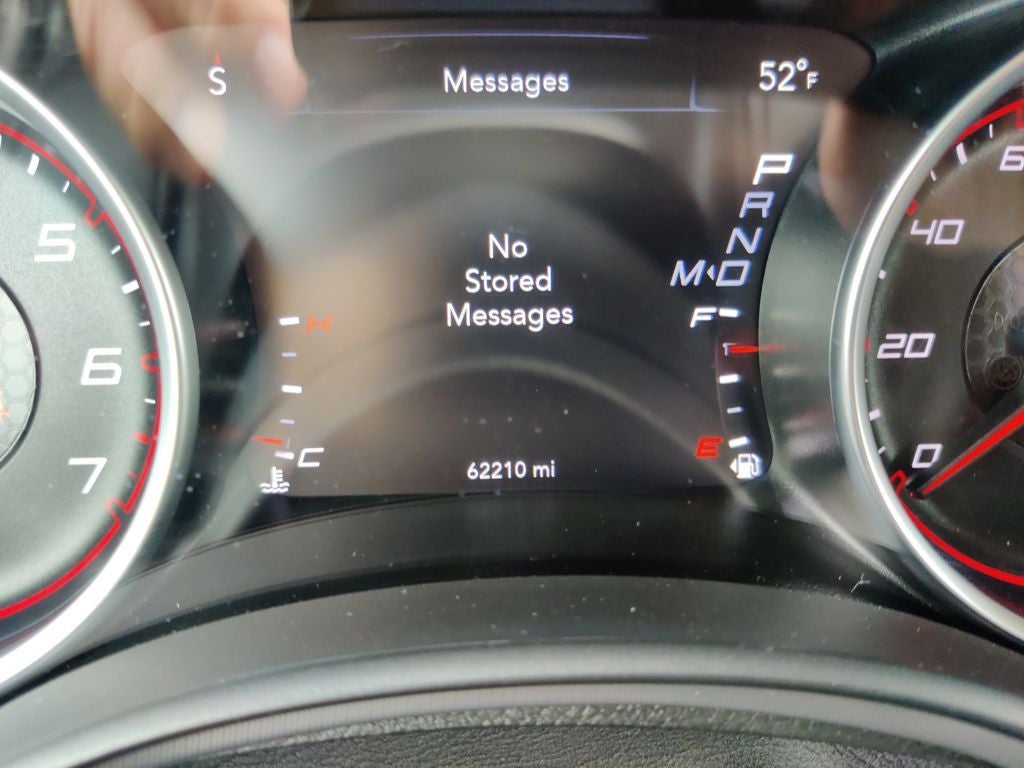 S Messages 52°F
No
Stored
Messages
P
R
N
M D
F
E
H
C
62210 mi
5
6
7
40
20
0